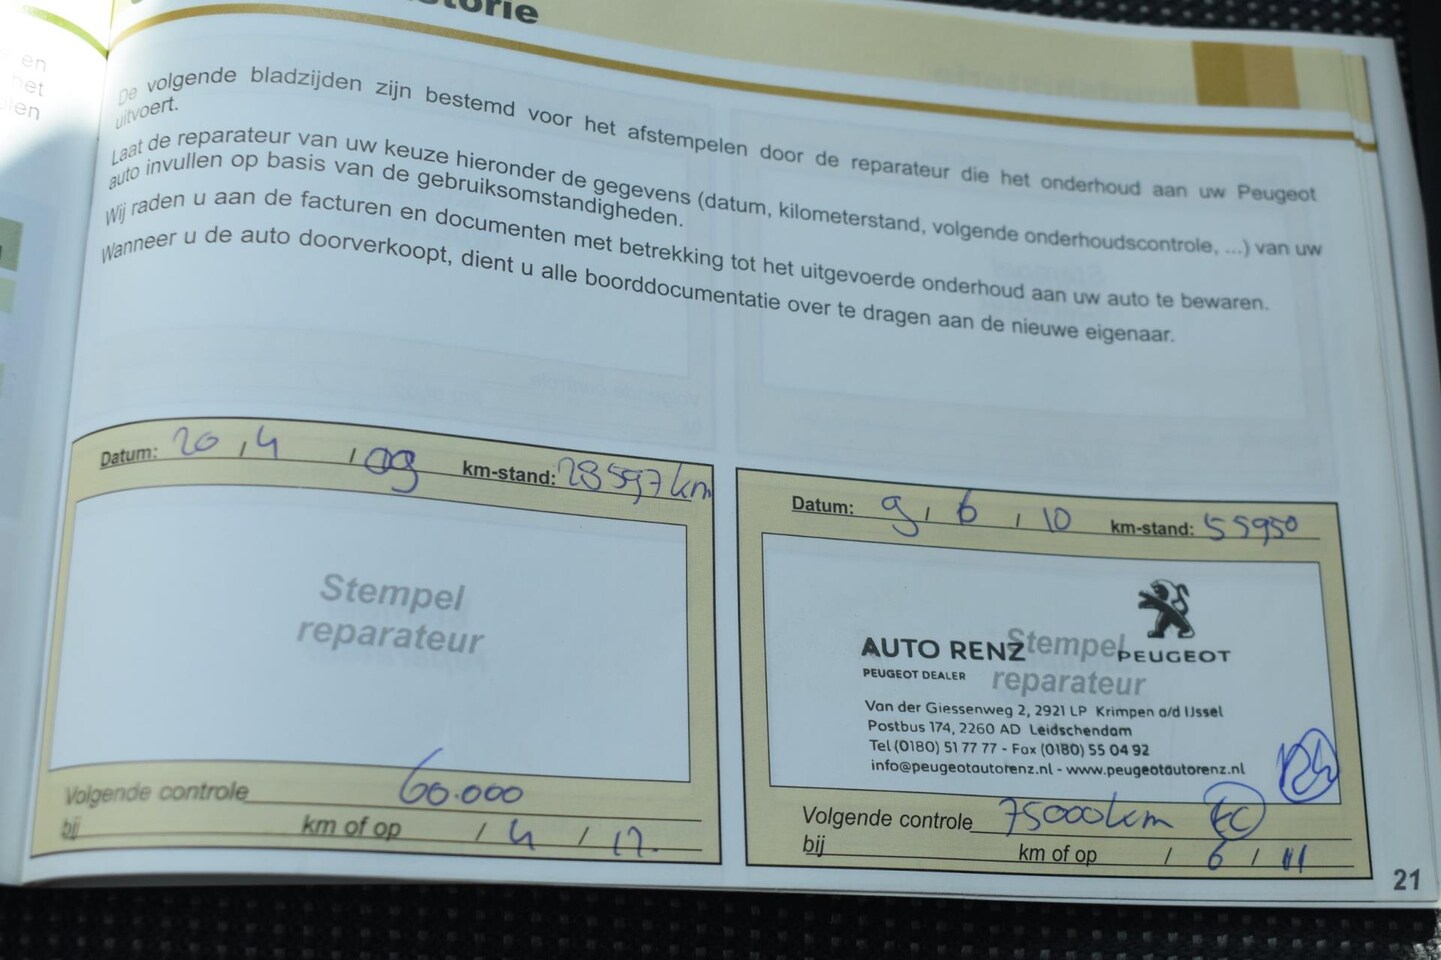 De volgende bladzijden zijn bestemd voor het afstempelen door de reparateur die het onderhoud aan uw Peugeot
uitvoert.
Laat de reparateur van uw keuze hieronder de gegevens (datum, kilometerstand, volgende onderhoudscontrole, ...) van uw
auto invullen op basis van de gebruiksomstandigheden.
Wij raden u aan de facturen en documenten met betrekking tot het uitgevoerde onderhoud aan uw auto te bewaren.
Wanneer u de auto doorverkoopt, dient u alle boorddocumentatie over te dragen aan de nieuwe eigenaar.
Datum: 20 / 4 / 09 km-stand: 28597 km
Stempel
reparateur
Volgende controle 60.000
bij km of op / 4 / 12.
Datum: 9 / 6 / 10 km-stand: 55950
Stempel
reparateur
PEUGEOT
AUTO RENZ
PEUGEOT DEALER
Van der Giessenweg 2, 2921 LP Krimpen a/d IJssel
Postbus 174, 2260 AD Leidschendam
Tel (0180) 51 77 77 - Fax (0180) 55 04 92
info@peugeotautorenz.nl - www.peugeotautorenz.nl
Volgende controle 75000km EC
bij km of op / 6 / 11
21